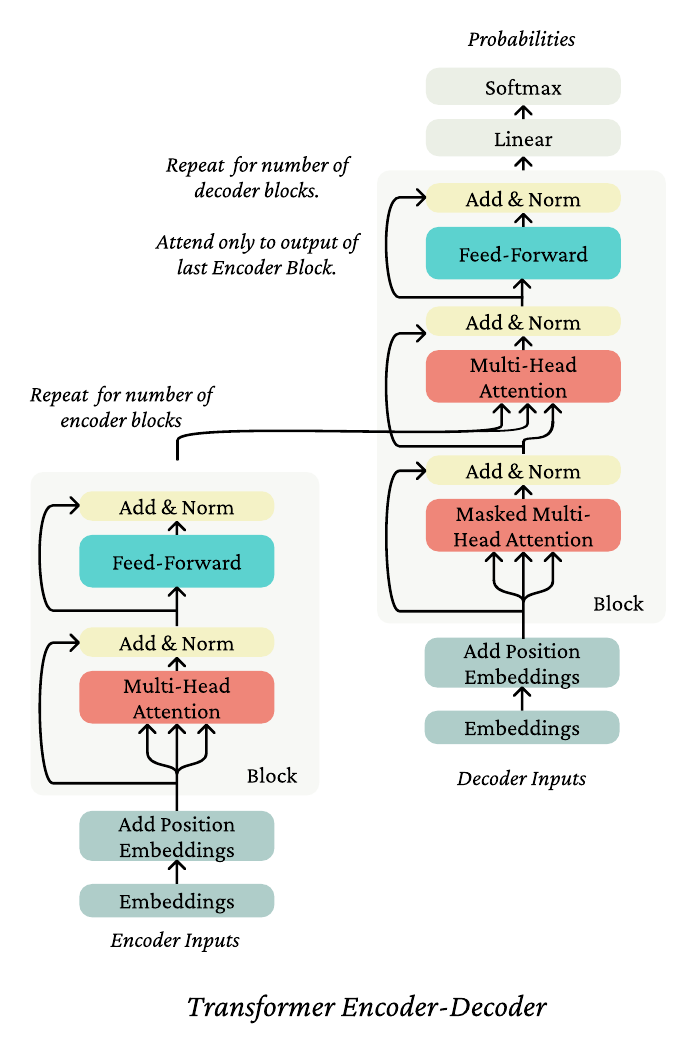 Probabilities
Softmax
Linear
Repeat for number of
decoder blocks.
Add & Norm
Attend only to output of
last Encoder Block.
Feed-Forward
Add & Norm
Multi-Head
Attention
Repeat for number of
encoder blocks
Add & Norm
Masked Multi-
Head Attention
Block
Add Position
Embeddings
Embeddings
Decoder Inputs
Add & Norm
Feed-Forward
Add & Norm
Multi-Head
Attention
Block
Add Position
Embeddings
Embeddings
Encoder Inputs
Transformer Encoder-Decoder